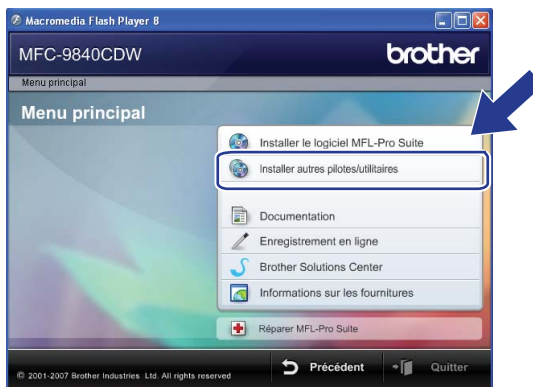 Macromedia Flash Player 8
MFC-9840CDW
brother
Menu principal
Menu principal
Installer le logiciel MFL-Pro Suite
Installer autres pilotes/utilitaires
Documentation
Enregistrement en ligne
Brother Solutions Center
Informations sur les fournitures
Réparer MFL-Pro Suite
© 2001-2007 Brother Industries Ltd. All rights reserved
Précédent
Quitter